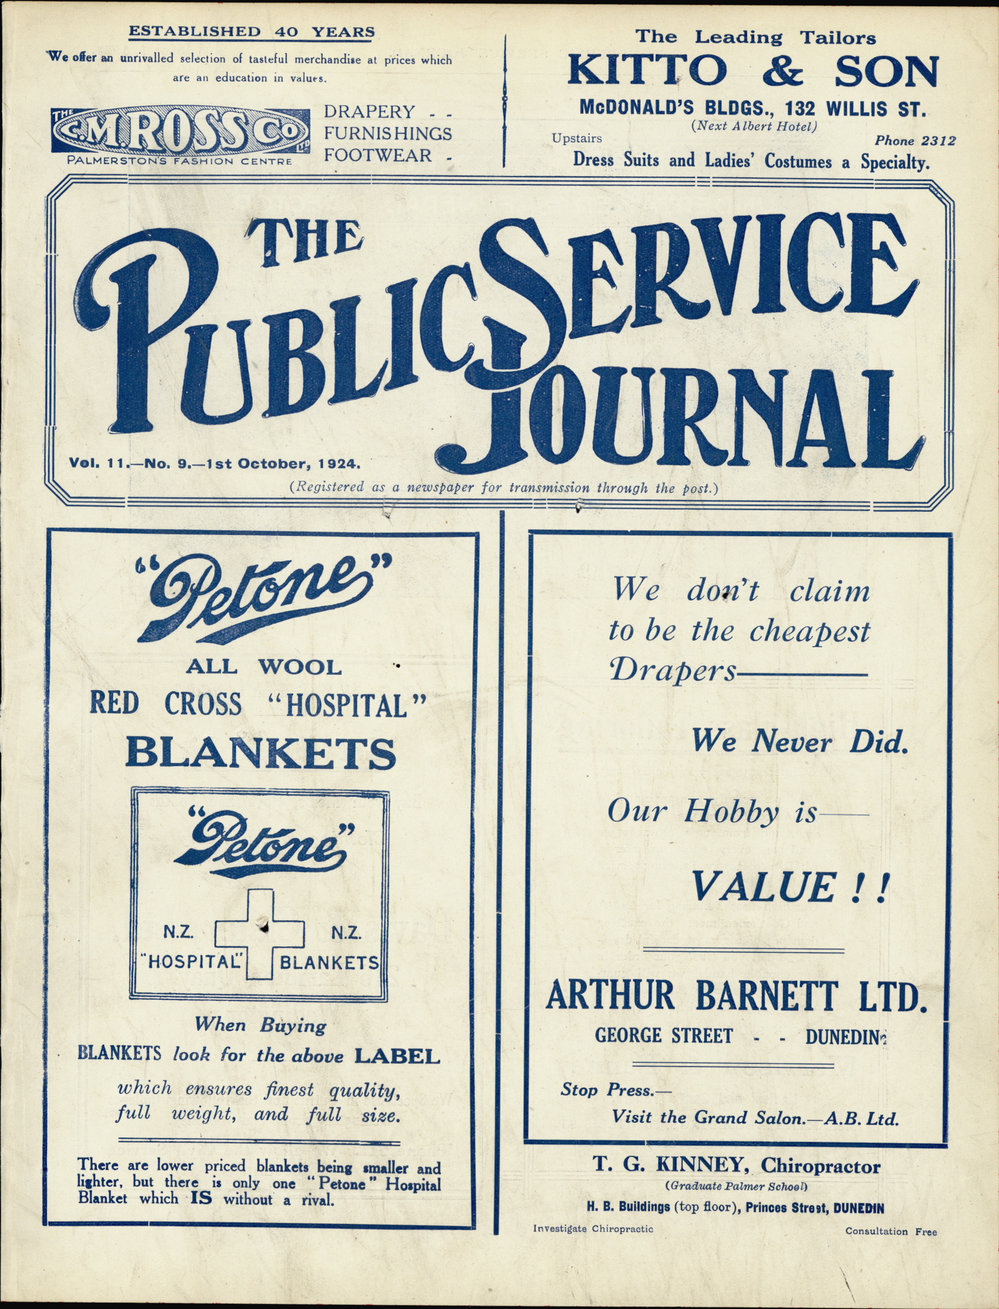 ESTABLISHED 40 YEARS
We offer an unrivalled selection of tasteful merchandise at prices which
are an education in values.
THE C.M. ROSS CO LTD
PALMERSTON'S FASHION CENTRE
DRAPERY - -
FURNISHINGS
FOOTWEAR -
The Leading Tailors
KITTO & SON
McDONALD'S BLDGS., 132 WILLIS ST.
(Next Albert Hotel)
Upstairs Phone 2312
Dress Suits and Ladies' Costumes a Specialty.
THE
PUBLIC SERVICE
JOURNAL
Vol. 11.—No. 9.—1st October, 1924.
(Registered as a newspaper for transmission through the post.)
"Petone"
ALL WOOL
RED CROSS "HOSPITAL"
BLANKETS
"Petone"
N.Z. N.Z.
"HOSPITAL" BLANKETS
When Buying
BLANKETS look for the above LABEL
which ensures finest quality,
full weight, and full size.
There are lower priced blankets being smaller and
lighter, but there is only one "Petone" Hospital
Blanket which IS without a rival.
We don't claim
to be the cheapest
Drapers—
We Never Did.
Our Hobby is—
VALUE ! !
ARTHUR BARNETT LTD.
GEORGE STREET - - DUNEDIN
Stop Press.—
Visit the Grand Salon.—A.B. Ltd.
T. G. KINNEY, Chiropractor
(Graduate Palmer School)
H. B. Buildings (top floor), Princes Street, DUNEDIN
Investigate Chiropractic Consultation Free